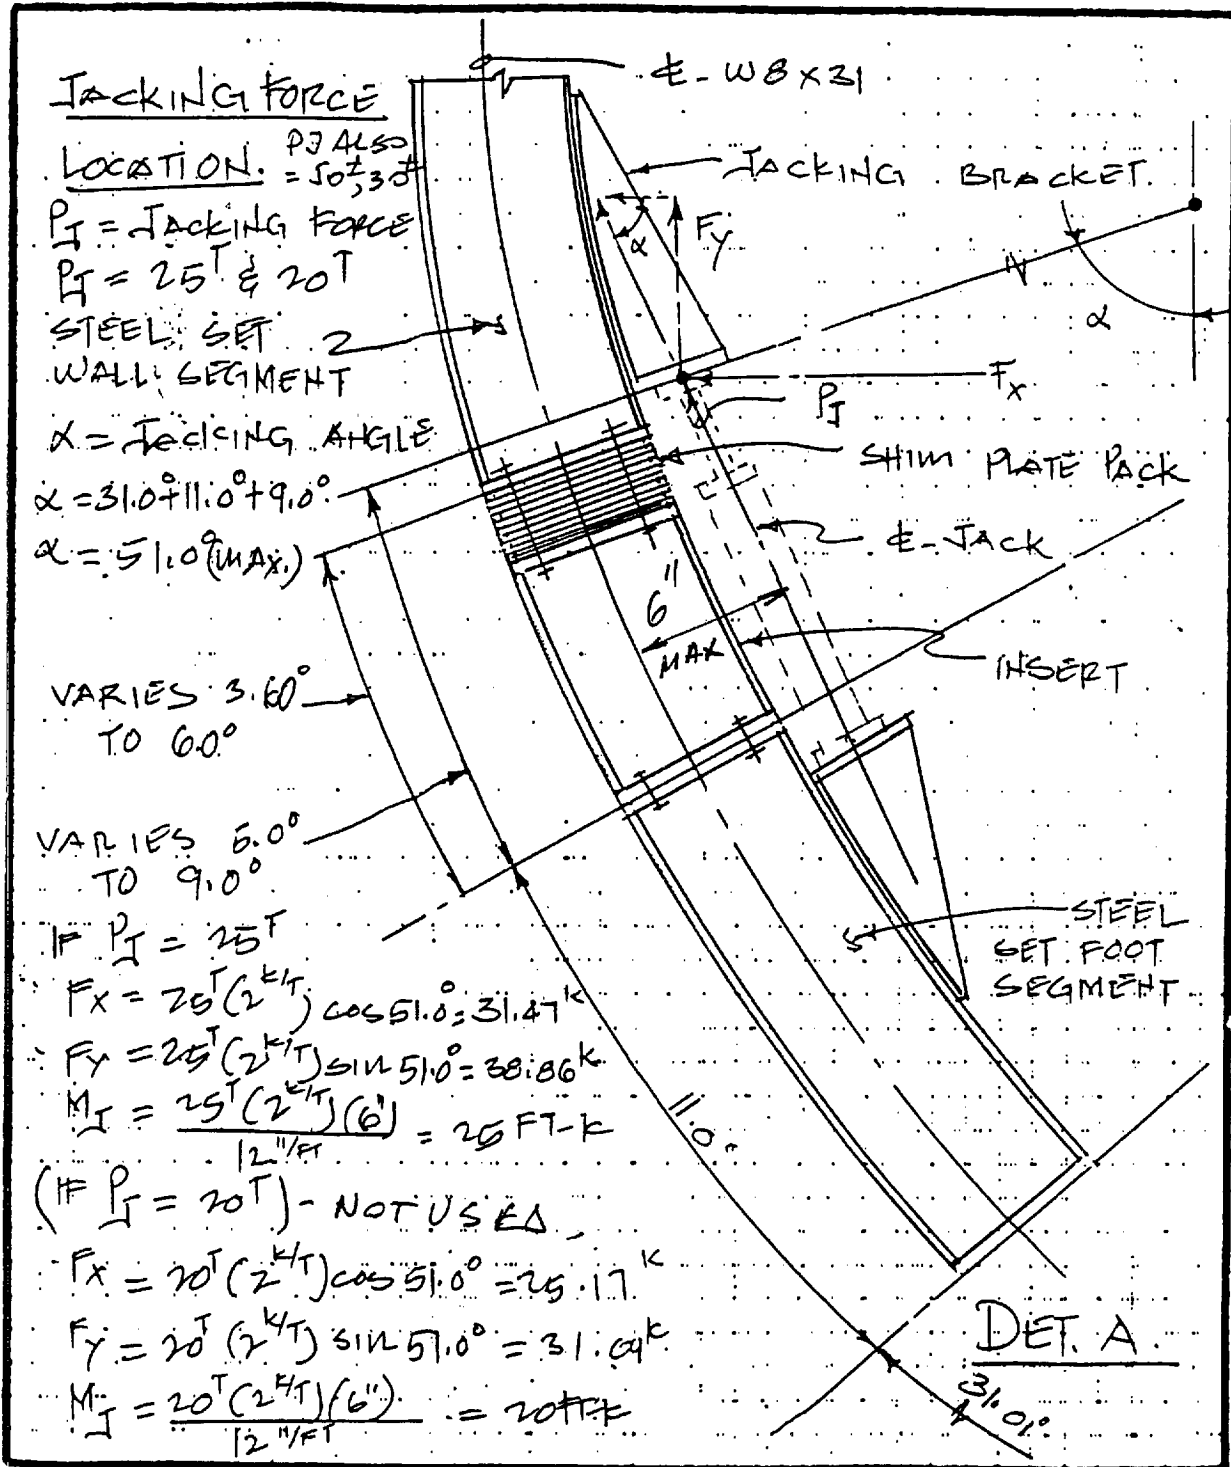 JACKING FORCE
LOCATION.
PJ ALSO
= 50±, 30±
PJ = JACKING FORCE
PJ = 25T & 20T
STEEL SET
WALL SEGMENT
α = JACKING ANGLE
α = 31.0°+11.0°+9.0°
α = 51.0°(MAX.)
VARIES 3.60°
TO 6.0°
VARIES 6.0°
TO 9.0°
IF PJ = 25T
FX = 25T(2K/T) COS 51.0° = 31.47K
FY = 25T(2K/T) SIN 51.0° = 38.86K
MJ = 25T(2K/T)(6") / 12"/FT = 25 FT-K
(IF PJ = 20T) - NOT USED
FX = 20T(2K/T) COS 51.0° = 25.17K
FY = 20T(2K/T) SIN 51.0° = 31.09K
MJ = 20T(2K/T)(6") / 12"/FT = 20 FT-K
℄ - W8X31
JACKING BRACKET
FY
α
N
α
FX
PJ
SHIM PLATE PACK
℄ - JACK
6"
MAX
INSERT
STEEL
SET FOOT
SEGMENT
11.0°
31.0°
DET. A